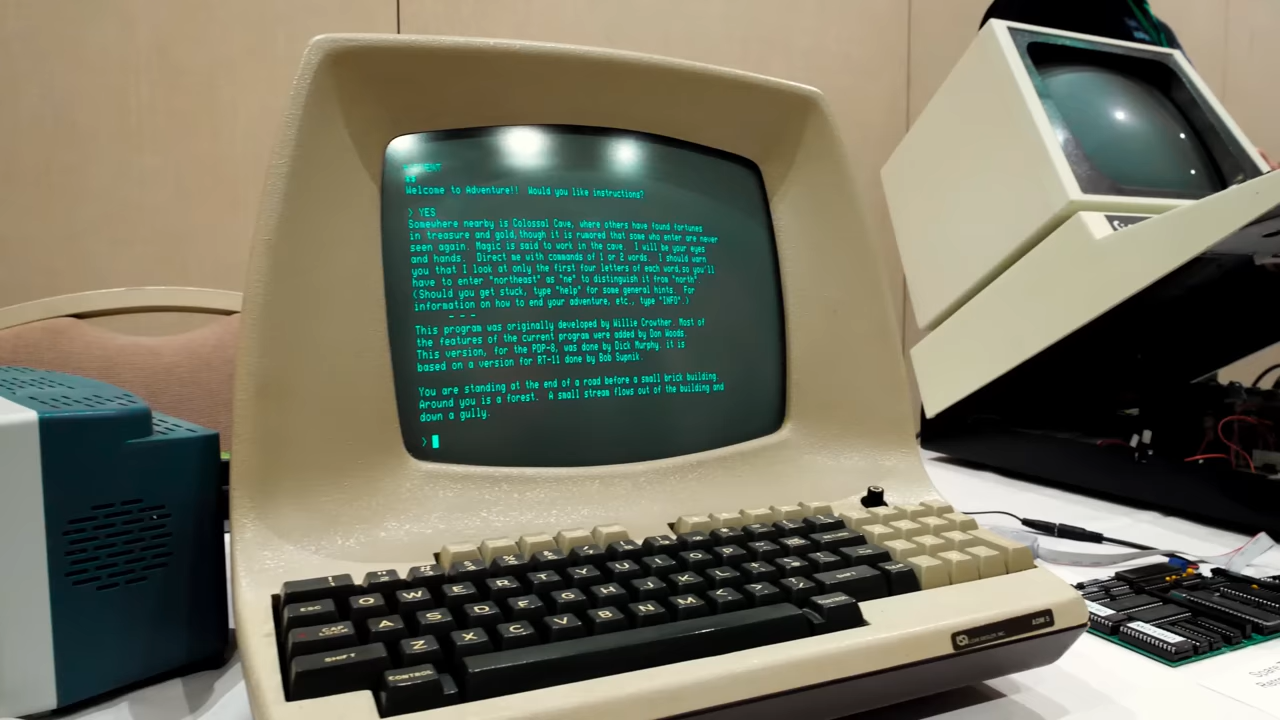 Welcome to Adventure!! Would you like instructions?
> YES
Somewhere nearby is Colossal Cave, where others have found fortunes
in treasure and gold,though it is rumored that some who enter are never
seen again. Magic is said to work in the cave. I will be your eyes
and hands. Direct me with commands of 1 or 2 words. I should warn
you that I look at only the first four letters of each word,so you'll
have to enter "northeast" as "ne" to distinguish it from "north".
(Should you get stuck, type "help" for some general hints. For
information on how to end your adventure, etc., type "INFO".)
- - -
This program was originally developed by Willie Crowther. Most of
the features of the current program were added by Don Woods.
This version, for the PDP-8, was done by Dick Murphy. it is
based on a version for RT-11 done by Bob Supnik.
You are standing at the end of a road before a small brick building.
Around you is a forest. A small stream flows out of the building and
down a gully.
>
! " # $ % &
ESC Q W E R T Y U I O P
CAP LOCK A S D F G H J K L
SHIFT Z X C V B N M < > SHIFT
CONTROL CONTROL
LEAR SIEGLER, INC. ADM 5